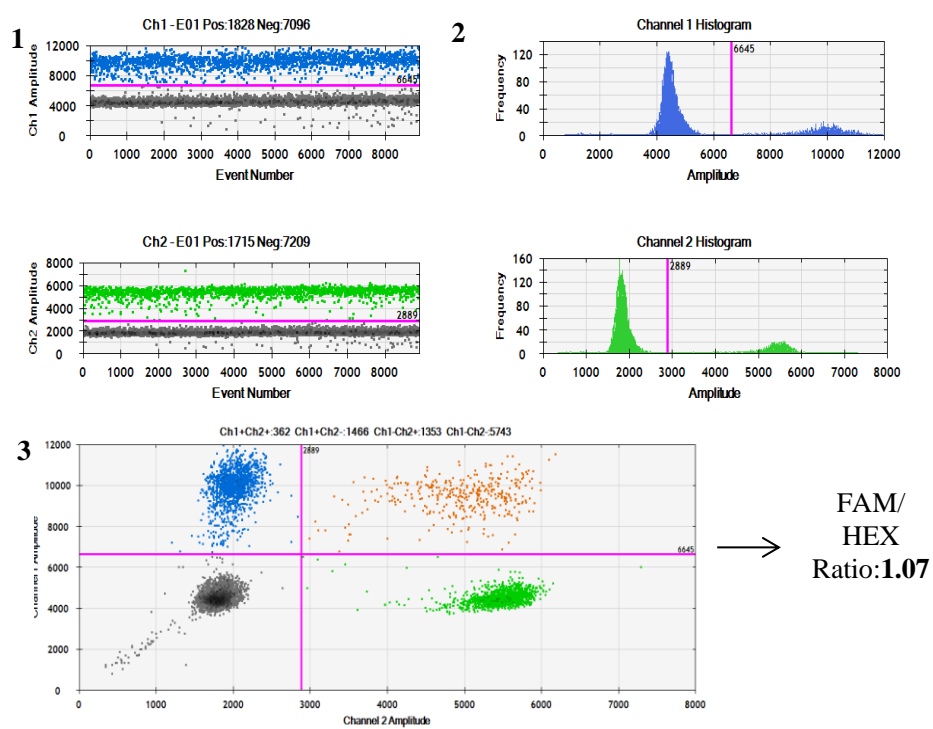 1
Ch1 - E01 Pos:1828 Neg:7096
Ch1 Amplitude
12000
8000
4000
0
6645
0 1000 2000 3000 4000 5000 6000 7000 8000
Event Number
2
Channel 1 Histogram
Frequency
120
80
40
0
6645
0 2000 4000 6000 8000 10000 12000
Amplitude
Ch2 - E01 Pos:1715 Neg:7209
Ch2 Amplitude
8000
6000
4000
2000
0
2889
0 1000 2000 3000 4000 5000 6000 7000 8000
Event Number
Channel 2 Histogram
Frequency
160
120
80
40
0
2889
0 1000 2000 3000 4000 5000 6000 7000 8000
Amplitude
3
Ch1+Ch2+:362 Ch1+Ch2-:1466 Ch1-Ch2+:1353 Ch1-Ch2-:5743
Channel 1 Amplitude
12000
10000
8000
6000
4000
2000
0
2889
6645
0 1000 2000 3000 4000 5000 6000 7000 8000
Channel 2 Amplitude
FAM/
HEX
Ratio:1.07